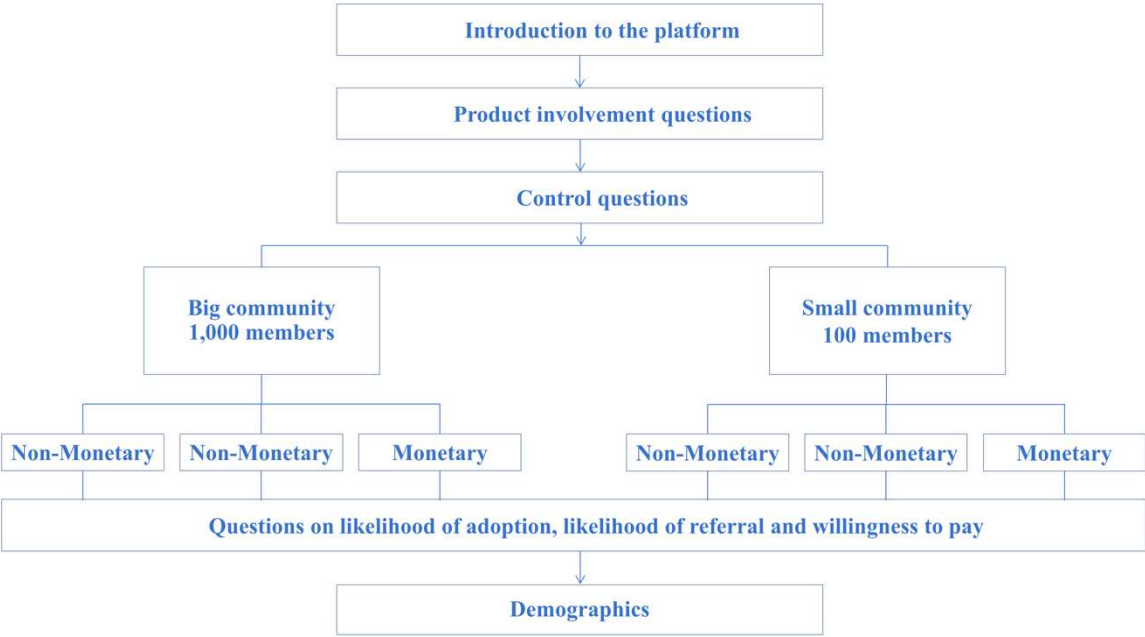 Introduction to the platform
Product involvement questions
Control questions
Big community
1,000 members
Small community
100 members
Non-Monetary
Non-Monetary
Monetary
Non-Monetary
Non-Monetary
Monetary
Questions on likelihood of adoption, likelihood of referral and willingness to pay
Demographics